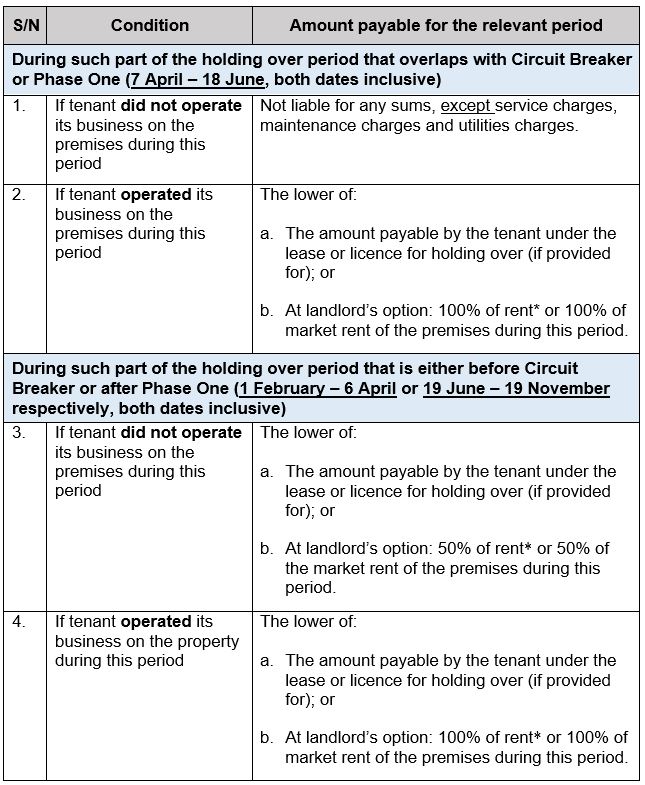 S/N Condition Amount payable for the relevant period
During such part of the holding over period that overlaps with Circuit Breaker
or Phase One (7 April – 18 June, both dates inclusive)
1. If tenant did not operate
its business on the
premises during this
period
Not liable for any sums, except service charges,
maintenance charges and utilities charges.
2. If tenant operated its
business on the
premises during this
period
The lower of:
a. The amount payable by the tenant under the
lease or licence for holding over (if provided
for); or
b. At landlord's option: 100% of rent* or 100% of
market rent of the premises during this period.
During such part of the holding over period that is either before Circuit
Breaker or after Phase One (1 February – 6 April or 19 June – 19 November
respectively, both dates inclusive)
3. If tenant did not operate
its business on the
premises during this
period
The lower of:
a. The amount payable by the tenant under the
lease or licence for holding over (if provided
for); or
b. At landlord's option: 50% of rent* or 50% of
the market rent of the premises during this
period.
4. If tenant operated its
business on the property
during this period
The lower of:
a. The amount payable by the tenant under the
lease or licence for holding over (if provided
for); or
b. At landlord's option: 100% of rent* or 100% of
market rent of the premises during this period.